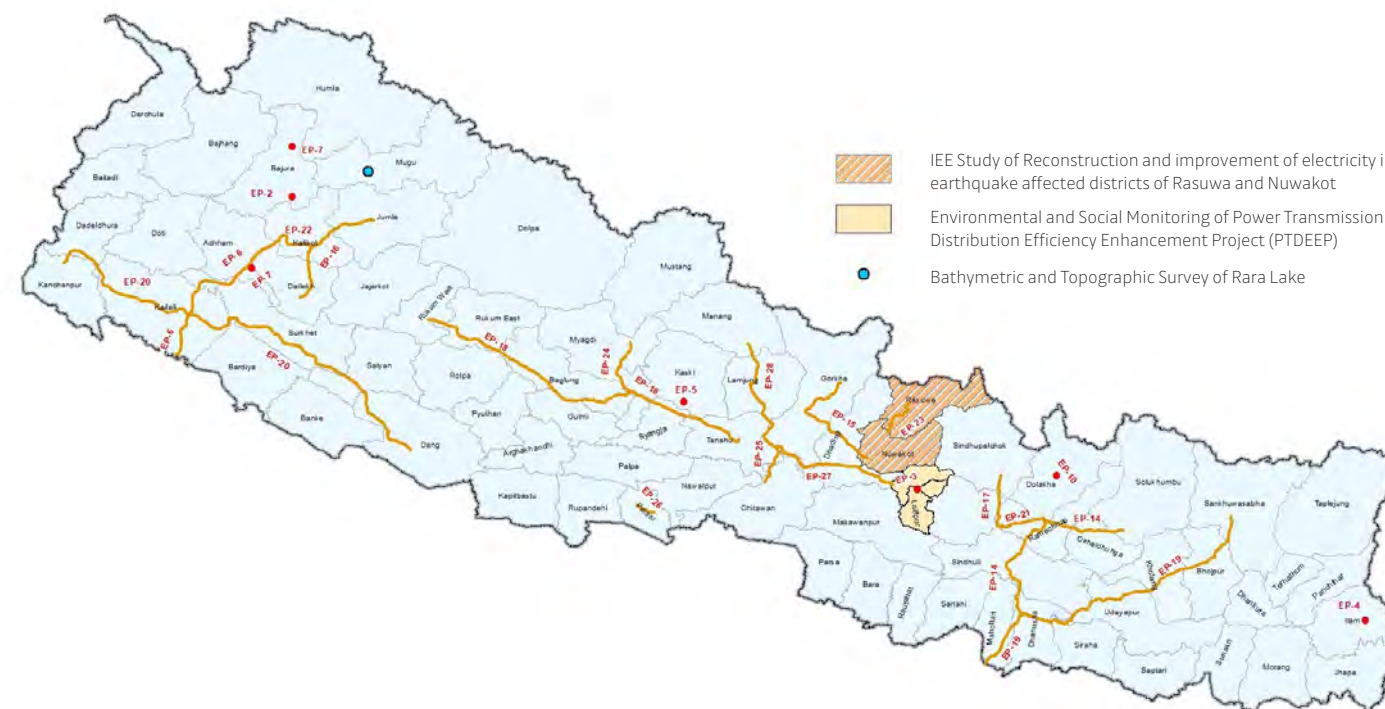 Humla
Darchula
Bajhang
EP-7
Mugu
Bajura
Baitadi
EP-2
Jumla
Dadeldhura
Doti
EP-22
Achham
Kalikot
EP-6
EP-16
Dolpa
EP-7
Kanchanpur
EP-20
Dailekh
Jajarkot
Mustang
Kailali
Rukum West
Rukum East
Manang
EP-6
Surkhet
Myagdi
EP-18
EP-24
EP-20
Bardiya
Salyan
Rolpa
Baglung
EP-18
Kaski
EP-5
Lamjung
EP-28
Gorkha
Rasuwa
EP-23
EP-15
Banke
Pyuthan
Gulmi
Syangja
Tanahun
Dhading
Nuwakot
Sindhupalchok
Dang
Arghakhanchi
Palpa
EP-25
EP-27
EP-3
Lalitpur
Dolakha
EP-10
Solukhumbu
Sankhuwasabha
Taplejung
Kapilbastu
Rupandehi
EP-26
Nawalpur
Chitawan
Makawanpur
EP-17
EP-21
EP-14
Ramechhap
EP-19
Parsa
Bara
Rautahat
Sarlahi
Sindhuli
EP-14
Khotang
Bhojpur
Terhathum
Panchthar
Dhankuta
EP-4
Ilam
Mahottari
EP-19
Dhanusa
Siraha
Udayapur
Saptari
Sunsari
Morang
Jhapa
IEE Study of Reconstruction and improvement of electricity i
earthquake affected districts of Rasuwa and Nuwakot
Environmental and Social Monitoring of Power Transmission
Distribution Efficiency Enhancement Project (PTDEEP)
Bathymetric and Topographic Survey of Rara Lake